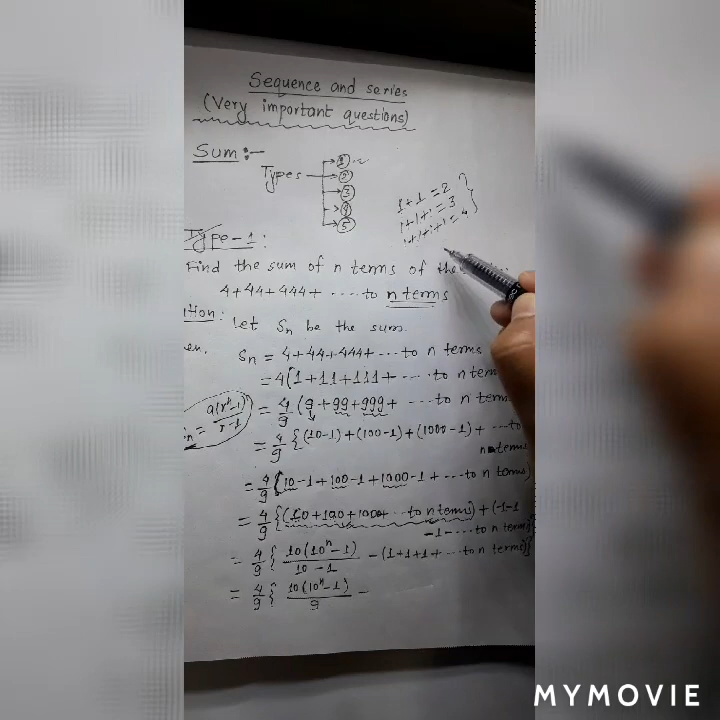 Sequence and series
(Very important questions)
Sum :-
Types
1
2
3
4
5
1+1 = 2
1+1+1 = 3
1+1+1+1 = 4
Type-1:
Find the sum of n terms of the
4+44+444+ ..... to n terms
Let Sn be the sum.
Sn = 4+44+444+ ... to n terms
= 4(1+11+111+ ..... to n
= 4/9 (9+99+999+ ..... to n
a(r^n-1)/r-1
= 4/9 {(10-1)+(100-1)+(1000-1)+ ...to
n terms
= 4/9 {10-1+100-1+1000-1+ ....to n terms)
= 4/9 {(10+100+1000+ ... to n terms)+(-1-1
-1-....to n terms)}
= 4/9 { 10(10^n-1)/10-1 -(1+1+1+ ...to n terms)}
= 4/9 { 10(10^n-1)/9 -
MYMOVIE